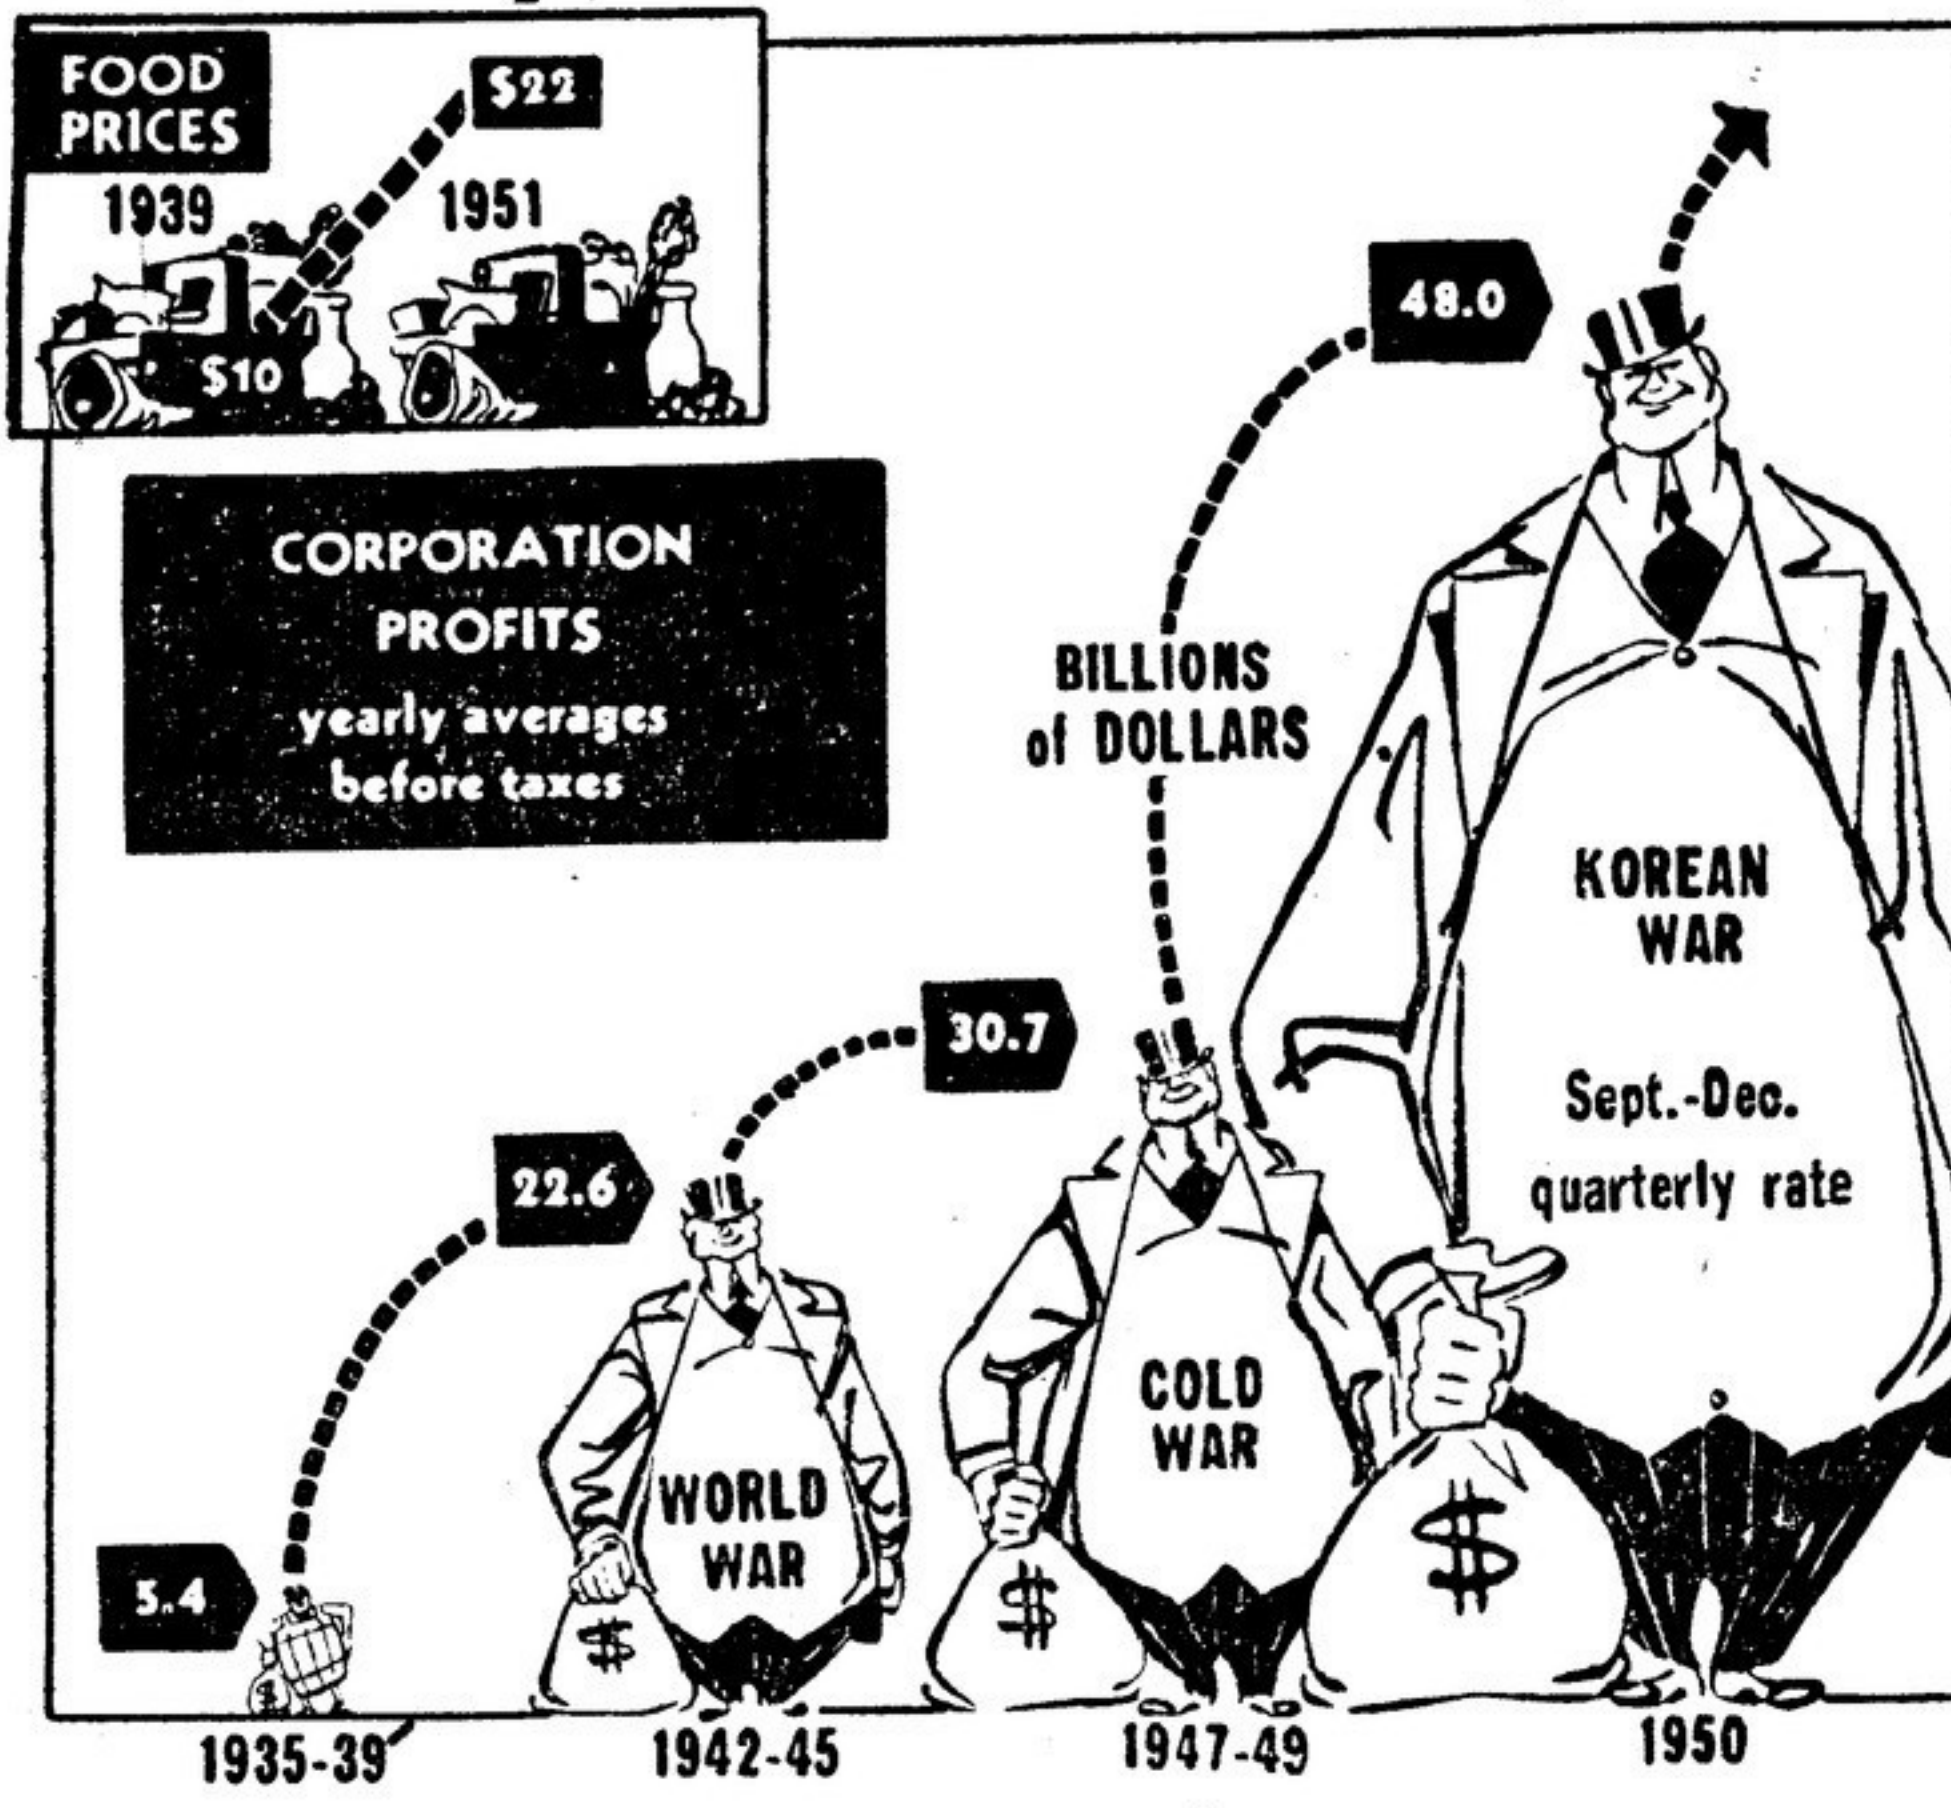 FOOD
PRICES
$22
1939
1951
$10
CORPORATION
PROFITS
yearly averages
before taxes
48.0
BILLIONS
of DOLLARS
KOREAN
WAR
Sept.-Dec.
quarterly rate
30.7
22.6
COLD
WAR
WORLD
WAR
$
$
$
5.4
$
1935-39
1942-45
1947-49
1950